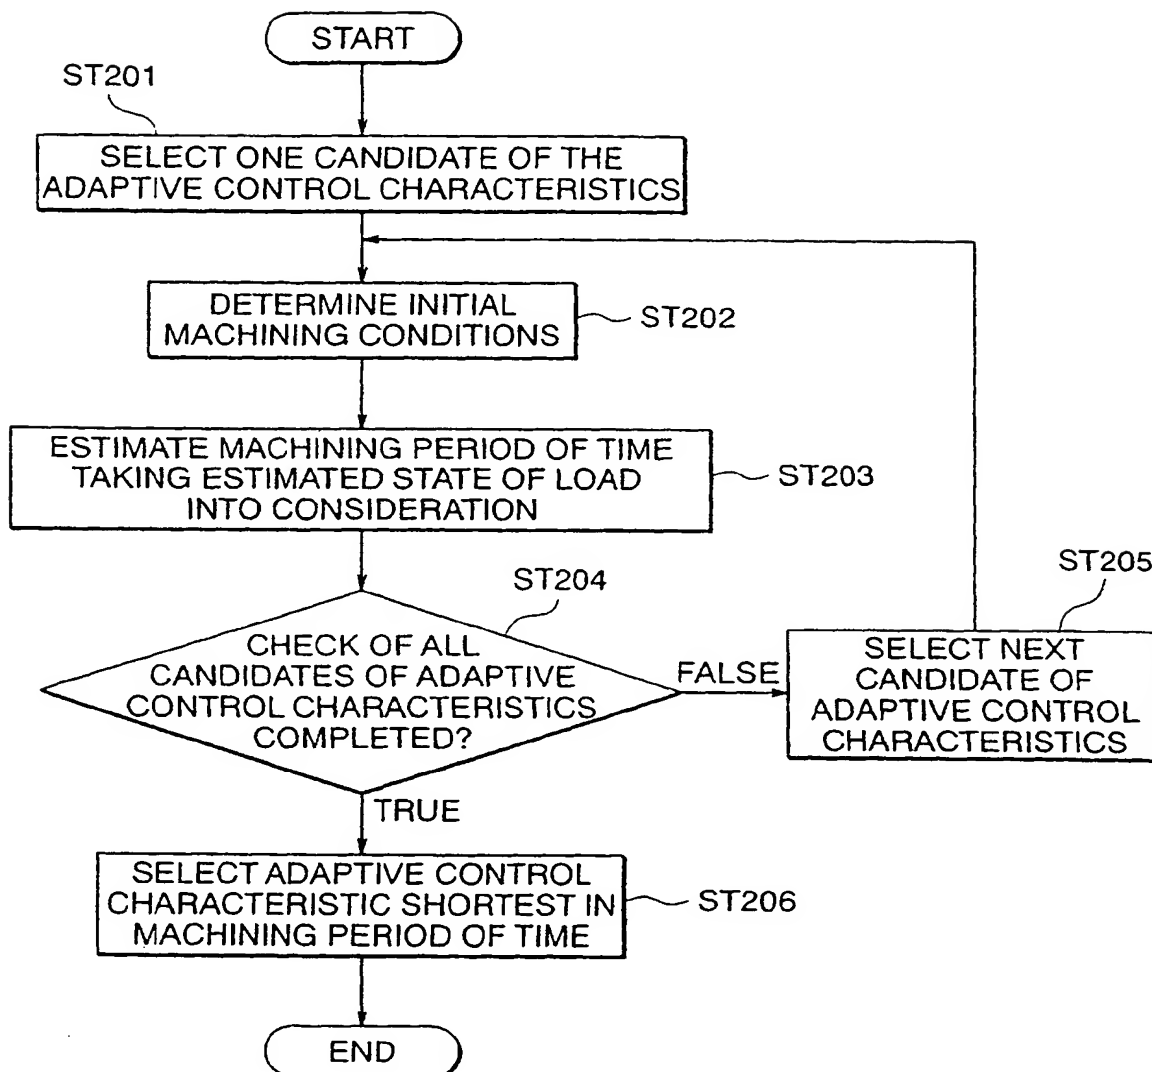 START
ST201
SELECT ONE CANDIDATE OF THE
ADAPTIVE CONTROL CHARACTERISTICS
DETERMINE INITIAL
MACHINING CONDITIONS
ST202
ESTIMATE MACHINING PERIOD OF TIME
TAKING ESTIMATED STATE OF LOAD
INTO CONSIDERATION
ST203
ST204
CHECK OF ALL
CANDIDATES OF ADAPTIVE
CONTROL CHARACTERISTICS
COMPLETED?
FALSE
ST205
SELECT NEXT
CANDIDATE OF
ADAPTIVE CONTROL
CHARACTERISTICS
TRUE
SELECT ADAPTIVE CONTROL
CHARACTERISTIC SHORTEST IN
MACHINING PERIOD OF TIME
ST206
END